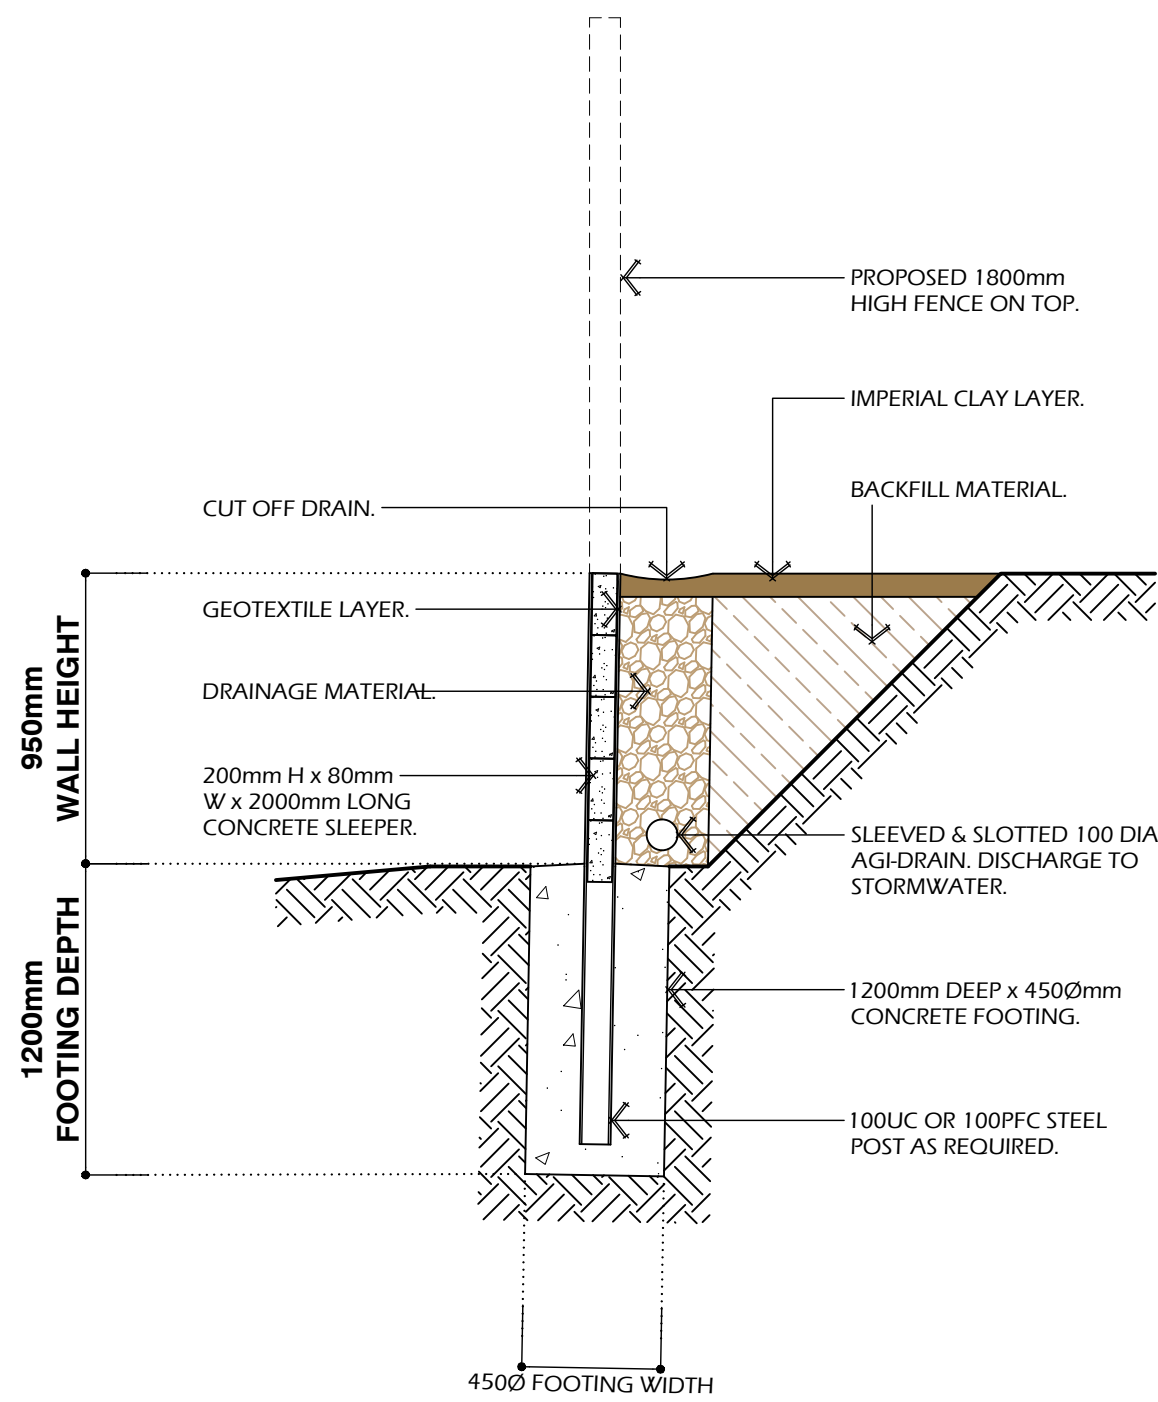 PROPOSED 1800mm
HIGH FENCE ON TOP.
IMPERIAL CLAY LAYER.
BACKFILL MATERIAL.
CUT OFF DRAIN.
GEOTEXTILE LAYER.
DRAINAGE MATERIAL.
950mm
WALL HEIGHT
200mm H x 80mm
W x 2000mm LONG
CONCRETE SLEEPER.
SLEEVED & SLOTTED 100 DIA
AGI-DRAIN. DISCHARGE TO
STORMWATER.
1200mm
FOOTING DEPTH
1200mm DEEP x 450Ømm
CONCRETE FOOTING.
100UC OR 100PFC STEEL
POST AS REQUIRED.
450Ø FOOTING WIDTH